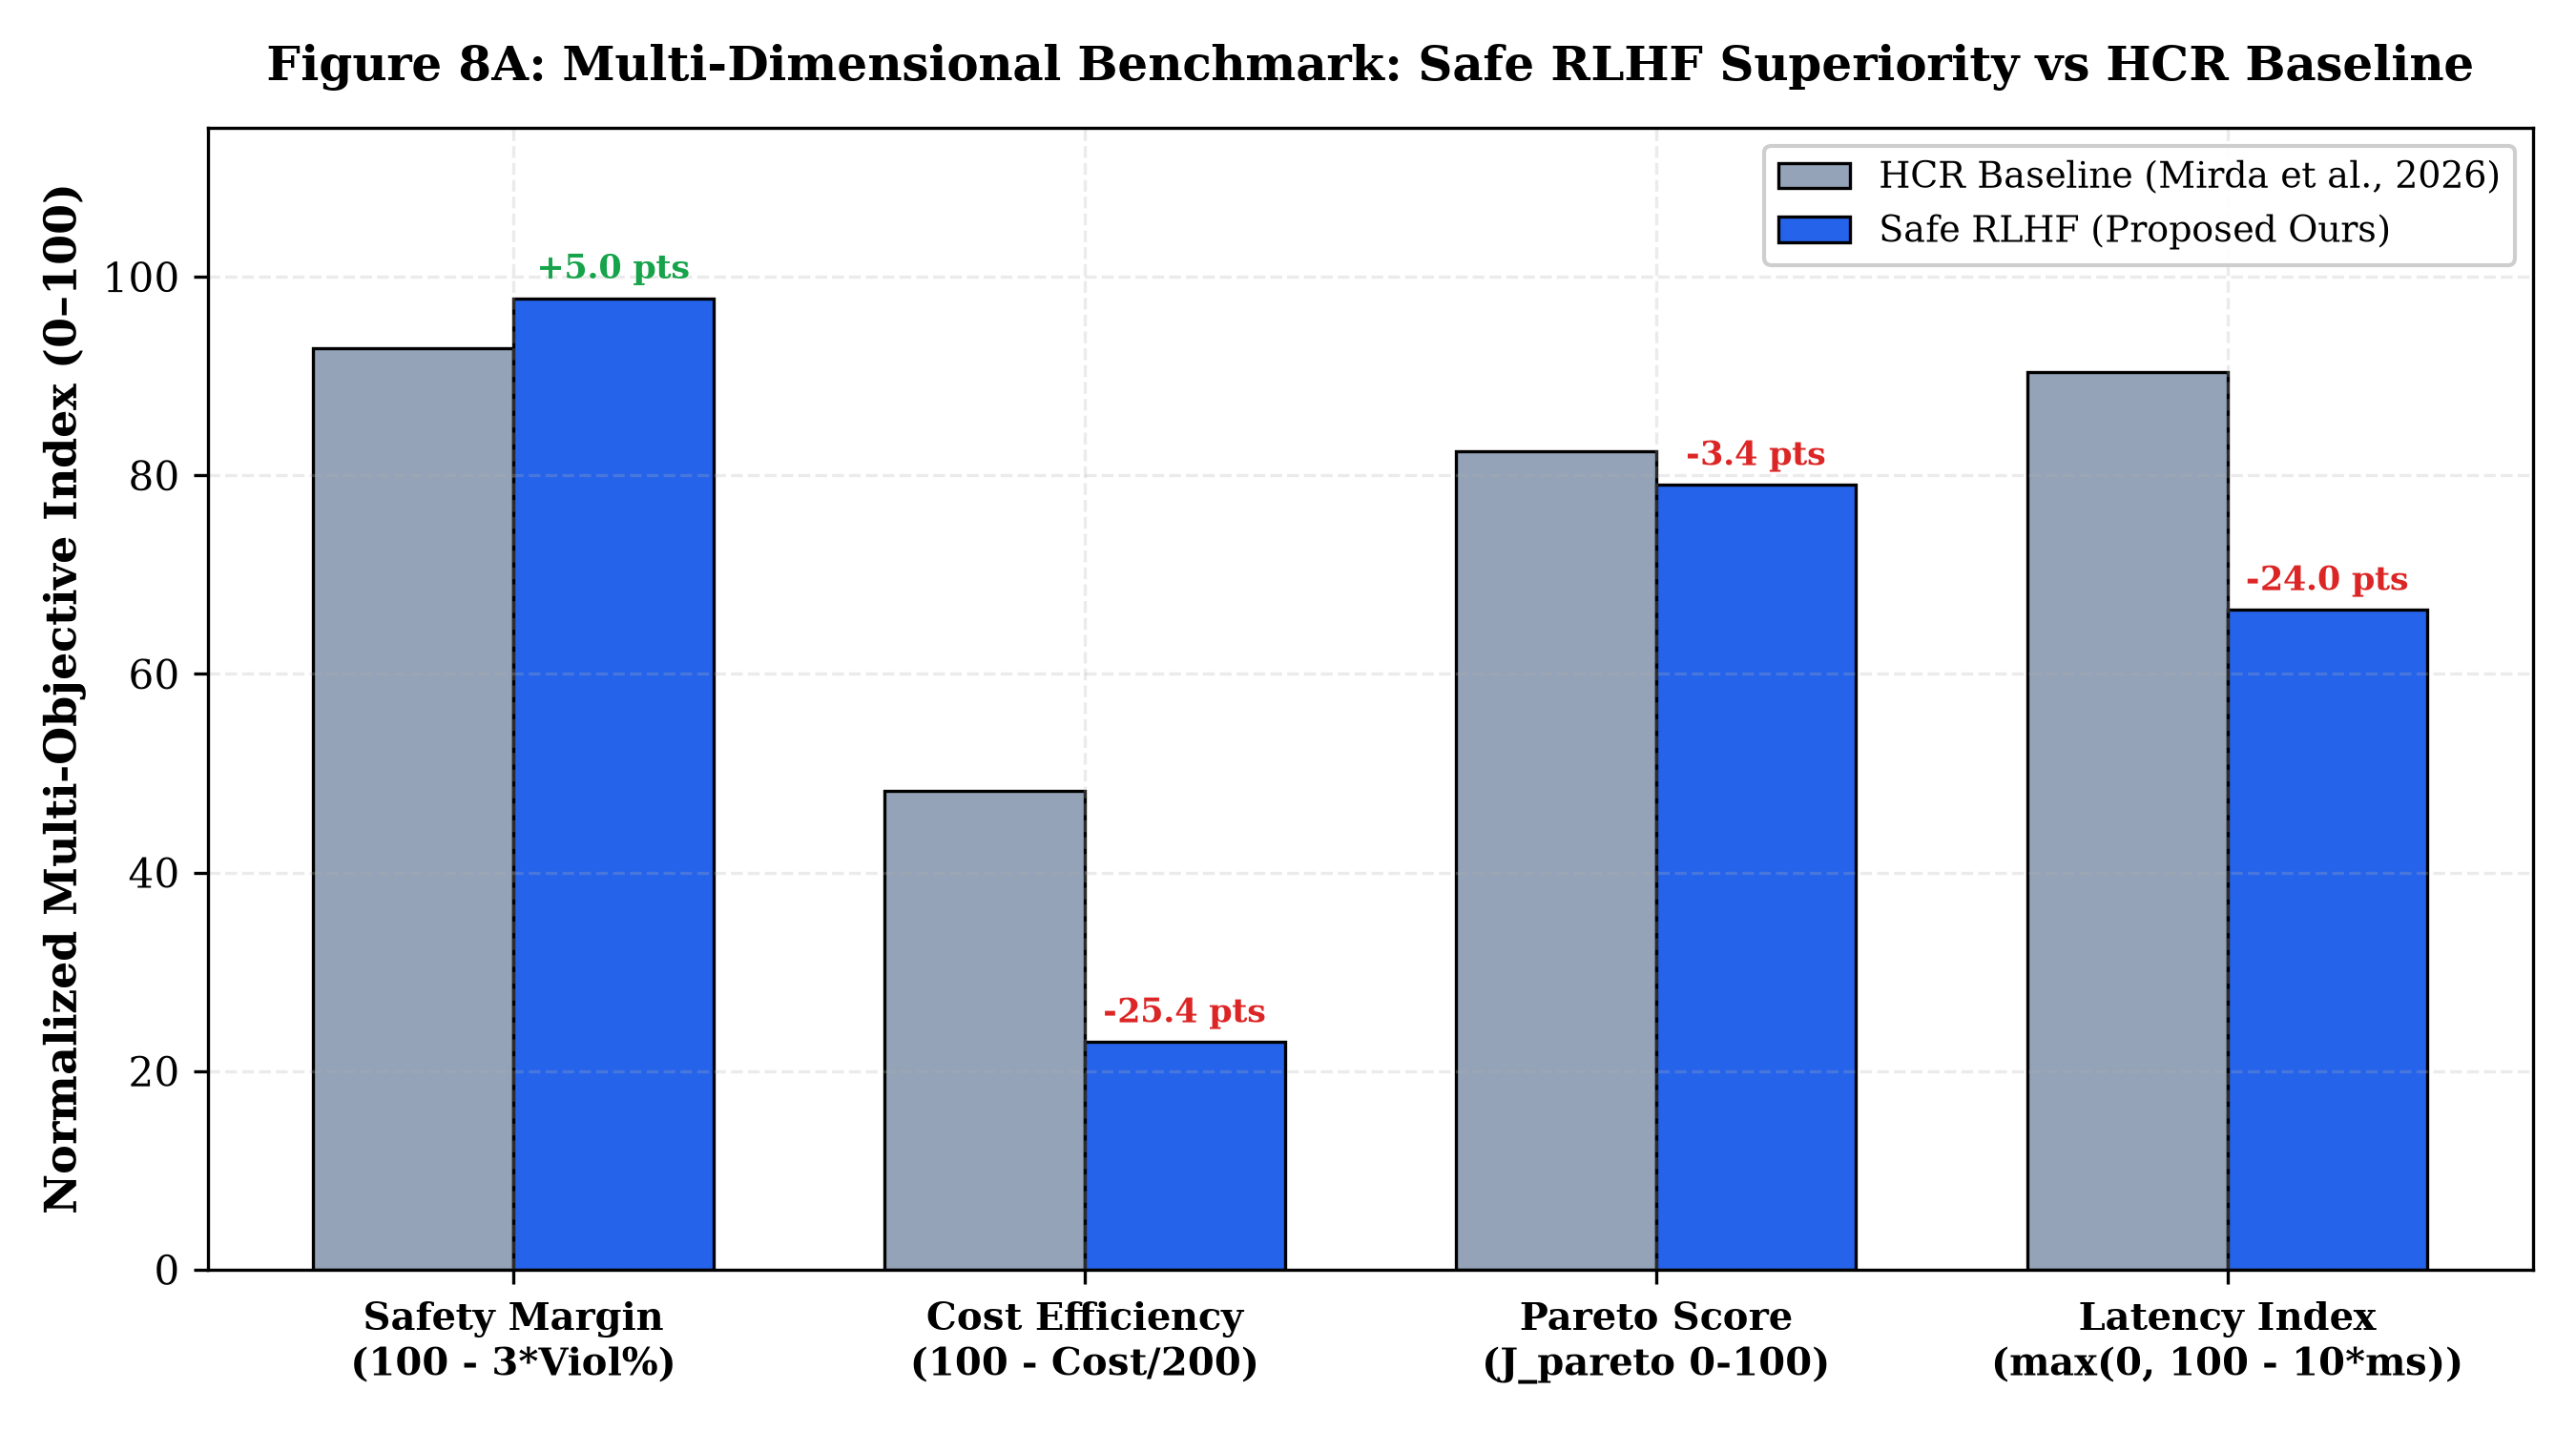 Figure 8A: Multi-Dimensional Benchmark: Safe RLHF Superiority vs HCR Baseline
HCR Baseline (Mirda et al., 2026)
Safe RLHF (Proposed Ours)
Normalized Multi-Objective Index (0–100)
100
80
60
40
20
0
+5.0 pts
-25.4 pts
-3.4 pts
-24.0 pts
Safety Margin
(100 - 3*Viol%)
Cost Efficiency
(100 - Cost/200)
Pareto Score
(J_pareto 0-100)
Latency Index
(max(0, 100 - 10*ms))